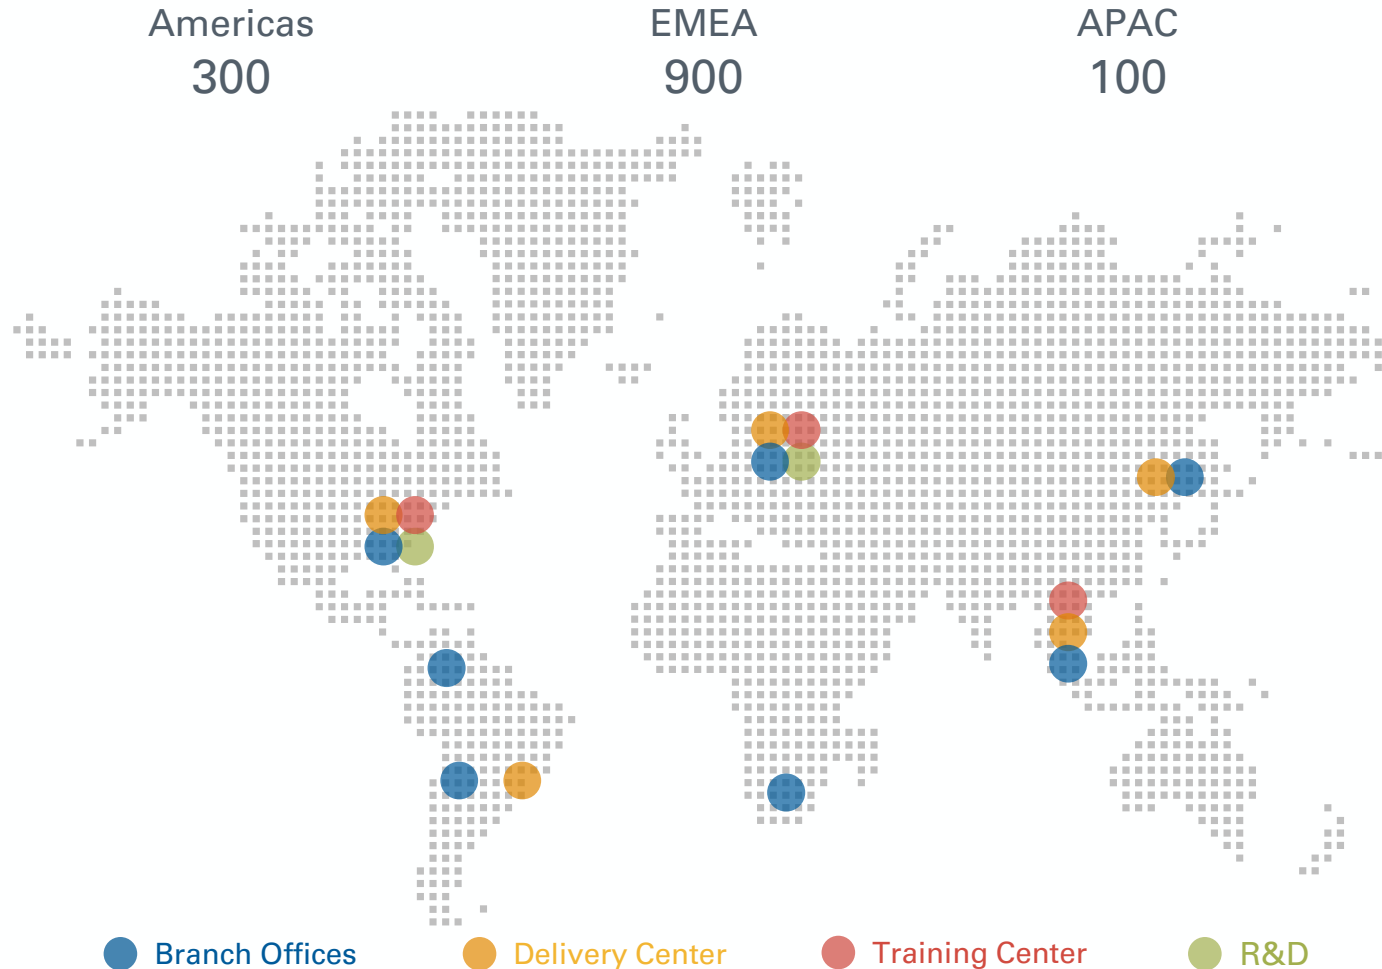 Americas
EMEA
APAC
300
900
100
Branch Offices
Delivery Center
Training Center
R&D